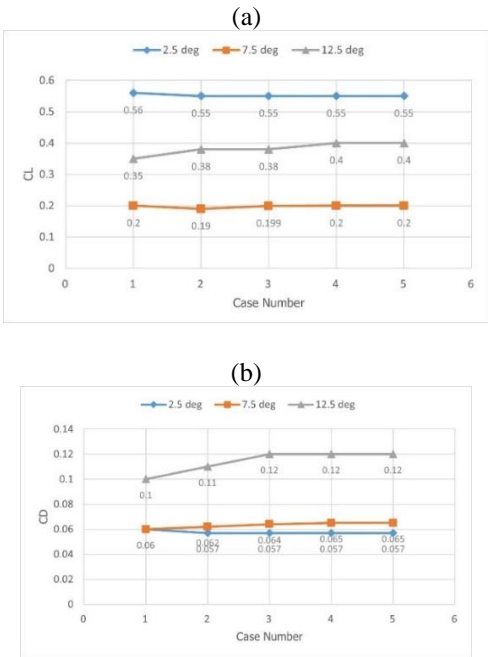 (a)
2.5 deg 7.5 deg 12.5 deg
0.6
0.5
0.4
0.3
0.2
0.1
0
CL
0.56 0.55 0.55 0.55 0.55
0.35 0.38 0.38 0.4 0.4
0.2 0.19 0.199 0.2 0.2
0 1 2 3 4 5 6
Case Number
(b)
2.5 deg 7.5 deg 12.5 deg
0.14
0.12
0.1
0.08
0.06
0.04
0.02
0
CD
0.1 0.11 0.12 0.12 0.12
0.06 0.062 0.064 0.065 0.065
0.057 0.057 0.057 0.057
0 1 2 3 4 5 6
Case Number